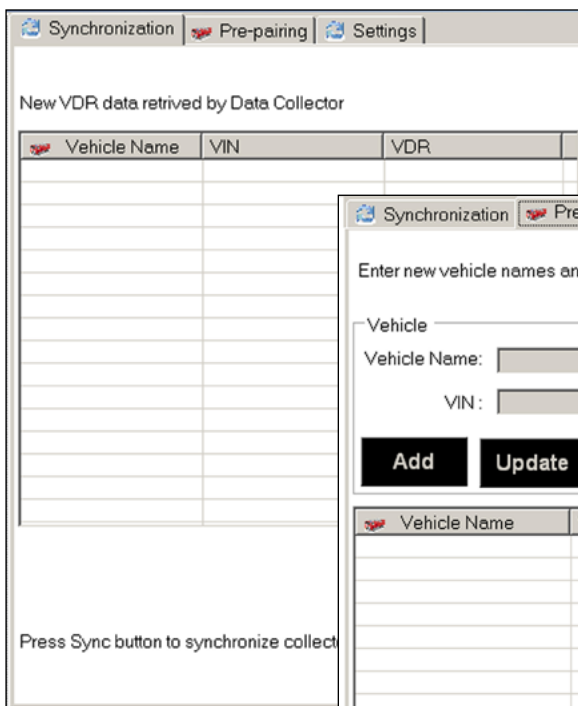 Synchronization Pre-pairing Settings
New VDR data retrived by Data Collector
Vehicle Name VIN VDR
Press Sync button to synchronize collect
Synchronization Pre
Enter new vehicle names an
Vehicle
Vehicle Name:
VIN :
Add Update
Vehicle Name